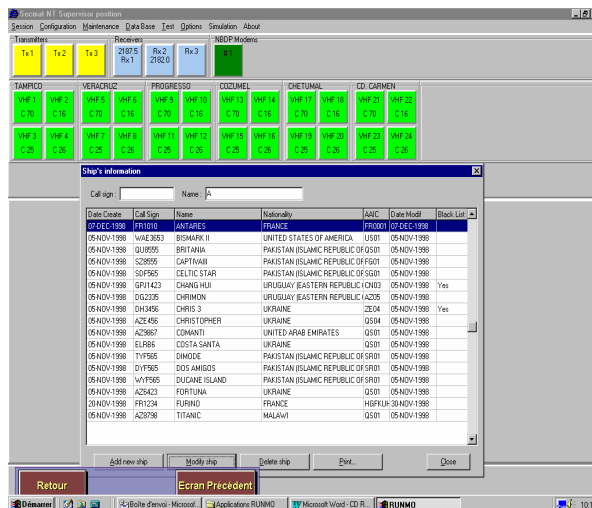 Secmat NT Supervisor position
Session Configuration Maintenance Data Base Test Options Simulation About
Transmitters Receivers NBDP Modems
Tx 1 Tx 2 Tx 3 2187.5 Rx 1 Rx 2 2182.0 Rx 3 # 1
TAMPICO VERACRUZ PROGRESSO COZUMEL CHETUMAL CD. CARMEN
VHF 1 VHF 2 VHF 5 VHF 6 VHF 9 VHF 10 VHF 13 VHF 14 VHF 17 VHF 18 VHF 21 VHF 22
C 70 C 16 C 70 C 16 C 70 C 16 C 70 C 16 C 70 C 16 C 70 C 16
VHF 3 VHF 4 VHF 7 VHF 8 VHF 11 VHF 12 VHF 15 VHF 16 VHF 19 VHF 20 VHF 23 VHF 24
C 25 C 26 C 25 C 26 C 25 C 26 C 25 C 26 C 25 C 26 C 25 C 26
Ship's information
Call sign : Name : A
Date Create Call Sign Name Nationality AAIC Date Modif Black List
07-DEC-1998 FR1010 ANTARES FRANCE FR0001 07-DEC-1998
05-NOV-1998 WAE3653 BISMARK II UNITED STATES OF AMERICA US01 05-NOV-1998
05-NOV-1998 QU8555 BRITANIA PAKISTAN (ISLAMIC REPUBLIC OF QS01 05-NOV-1998
05-NOV-1998 SZ8555 CAPTIVAIII PAKISTAN (ISLAMIC REPUBLIC OF FG01 05-NOV-1998
05-NOV-1998 SDF565 CELTIC STAR PAKISTAN (ISLAMIC REPUBLIC OF SG01 05-NOV-1998
05-NOV-1998 GPJ1423 CHANG HUI URUGUAY (EASTERN REPUBLIC CN03 05-NOV-1998 Yes
05-NOV-1998 DG2335 CHRIMON URUGUAY (EASTERN REPUBLIC AZ05 05-NOV-1998
05-NOV-1998 DH3456 CHRIS 3 UKRAINE ZE04 05-NOV-1998 Yes
05-NOV-1998 AZE456 CHRISTOPHER UKRAINE QS04 05-NOV-1998
05-NOV-1998 AZ9867 COMANTI UNITED ARAB EMIRATES QS01 05-NOV-1998
05-NOV-1998 ELRB6 COSTA SANTA UKRAINE QS01 05-NOV-1998
05-NOV-1998 TYF565 DIMODE PAKISTAN (ISLAMIC REPUBLIC OF SR01 05-NOV-1998
05-NOV-1998 DYF565 DOS AMIGOS PAKISTAN (ISLAMIC REPUBLIC OF SR01 05-NOV-1998
05-NOV-1998 WYF565 DUCANE ISLAND PAKISTAN (ISLAMIC REPUBLIC OF SR01 05-NOV-1998
05-NOV-1998 AZ6423 FORTUNA UKRAINE QS01 05-NOV-1998
20-NOV-1998 FR1234 FURINO FRANCE HGFKUH 30-NOV-1998
05-NOV-1998 AZ8798 TITANIC MALAWI QS01 05-NOV-1998
Add new ship Modify ship Delete ship Print... Close
Retour Ecran Précédent
Démarrer Boîte d'envoi - Microsof... Applications RUNMO Microsoft Word - CD R... RUNMO 10:1